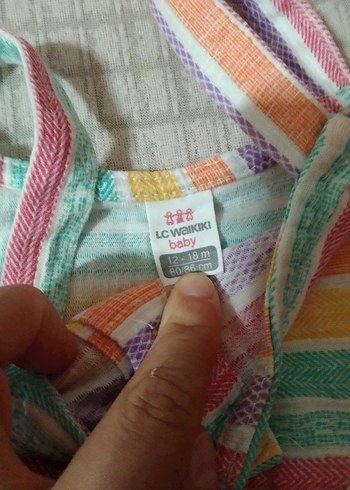 LC WAIKIKI
baby
12 - 18 m
80/86 cm